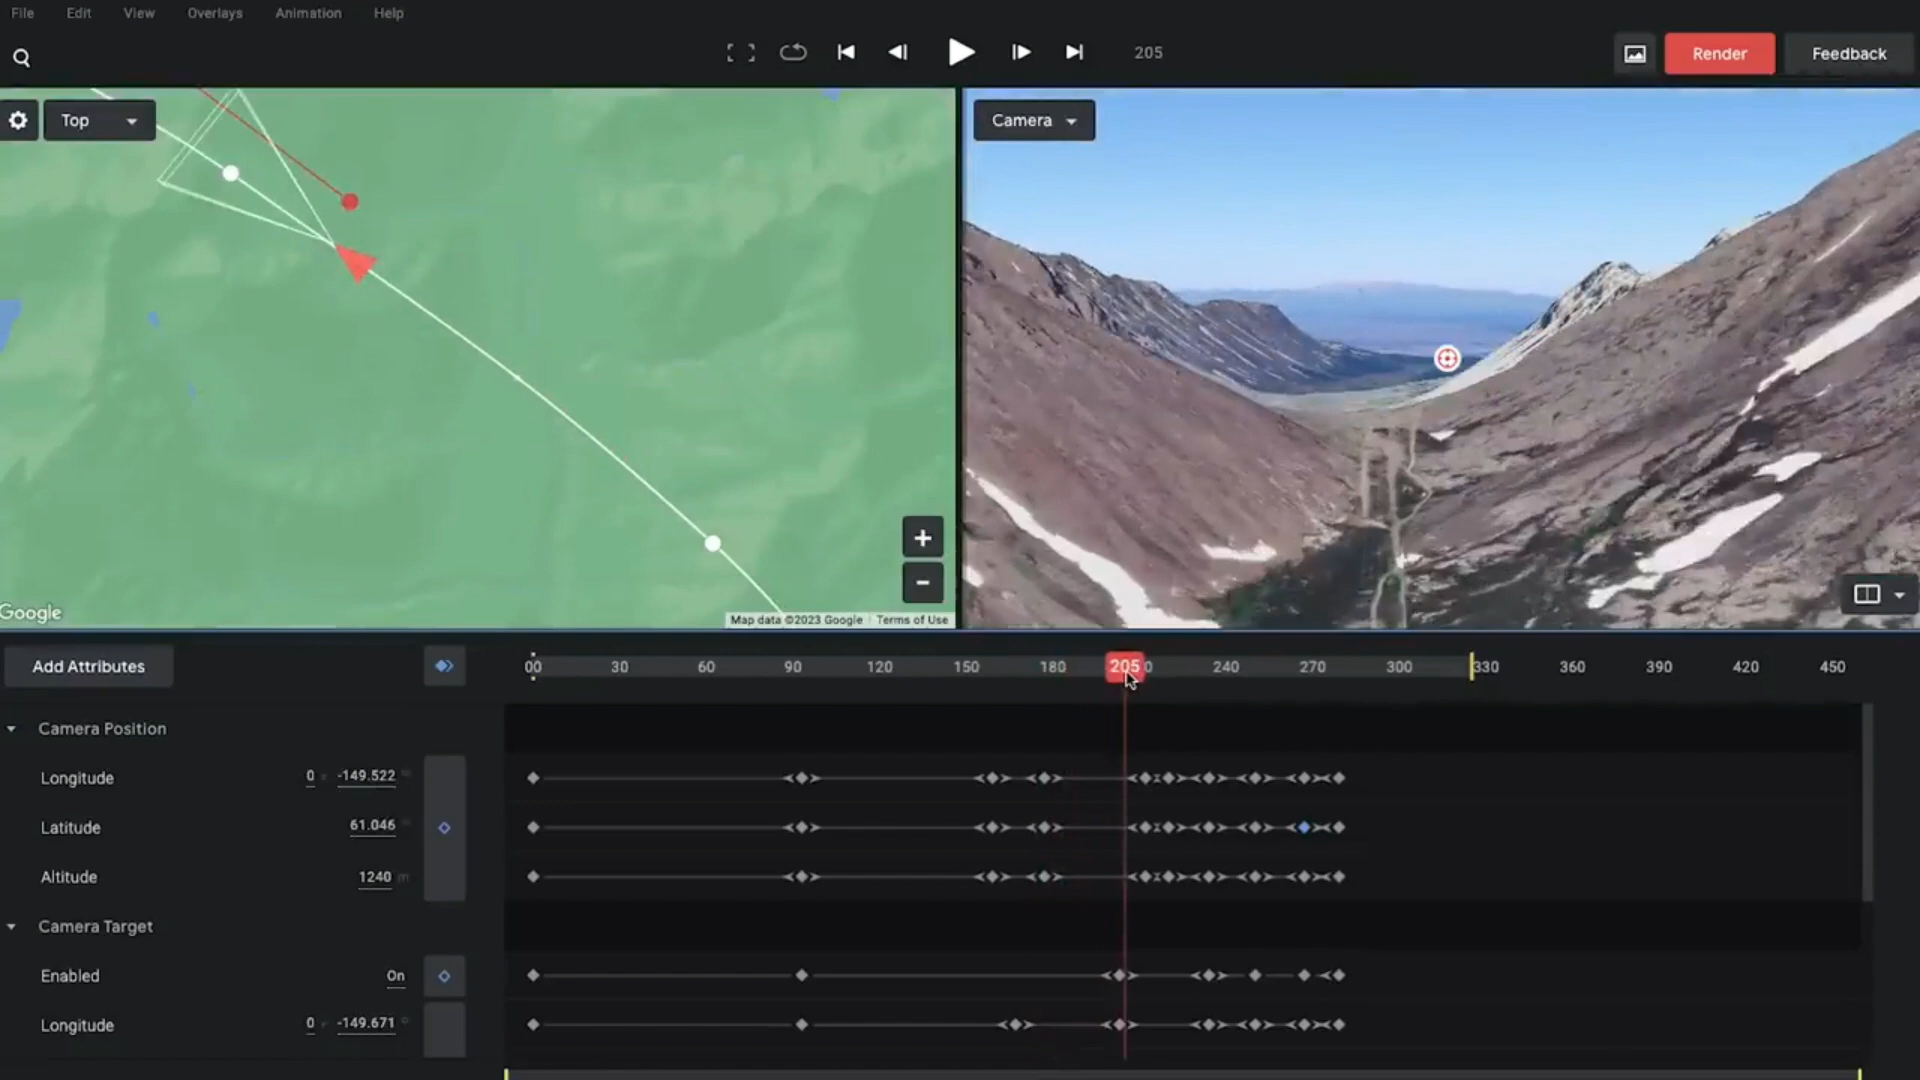 File Edit View Overlays Animation Help
205
Render
Feedback
Top
Camera
+
−
Google
Map data ©2023 Google
Terms of Use
Add Attributes
00 30 60 90 120 150 180 205 0 240 270 300 330 360 390 420 450
Camera Position
Longitude 0 -149.522 °
Latitude 61.046
Altitude 1240 m
Camera Target
Enabled On
Longitude 0 -149.671 °